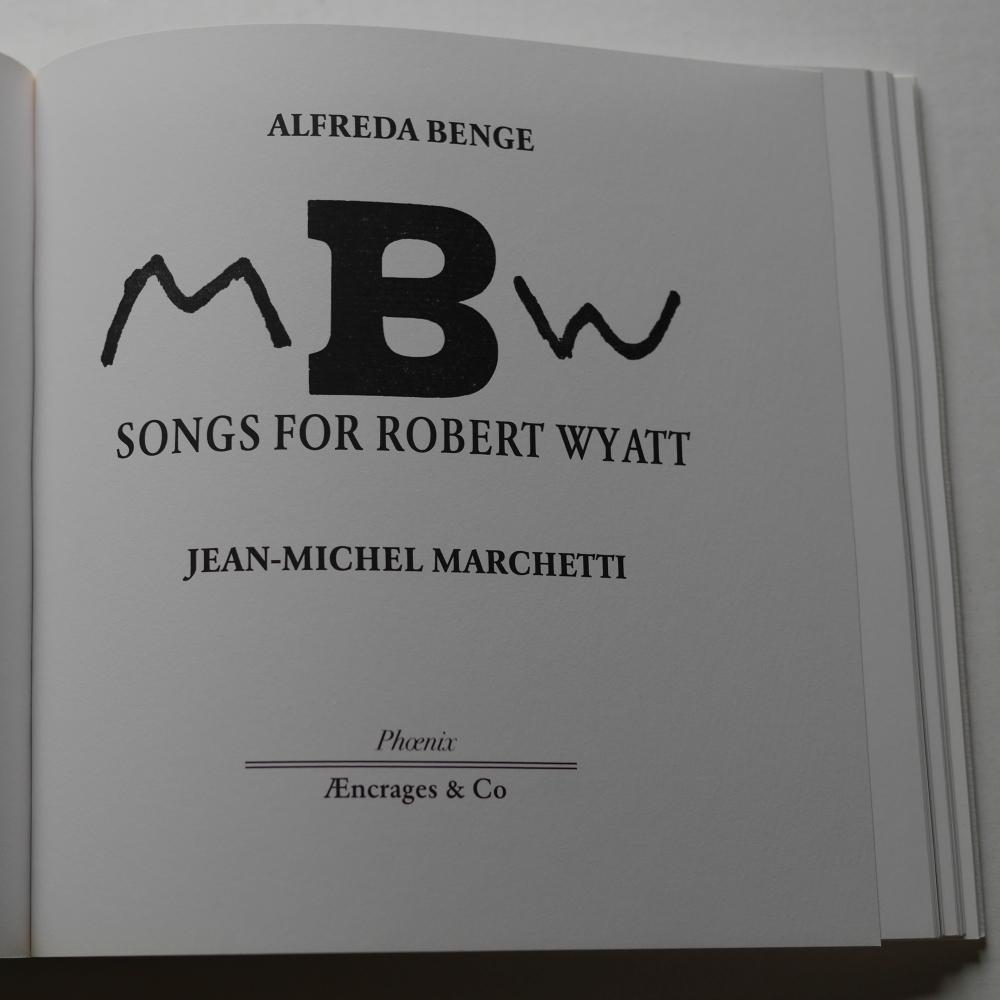 ALFREDA BENGE
MBW
SONGS FOR ROBERT WYATT
JEAN-MICHEL MARCHETTI
Phœnix
Æncrages & Co